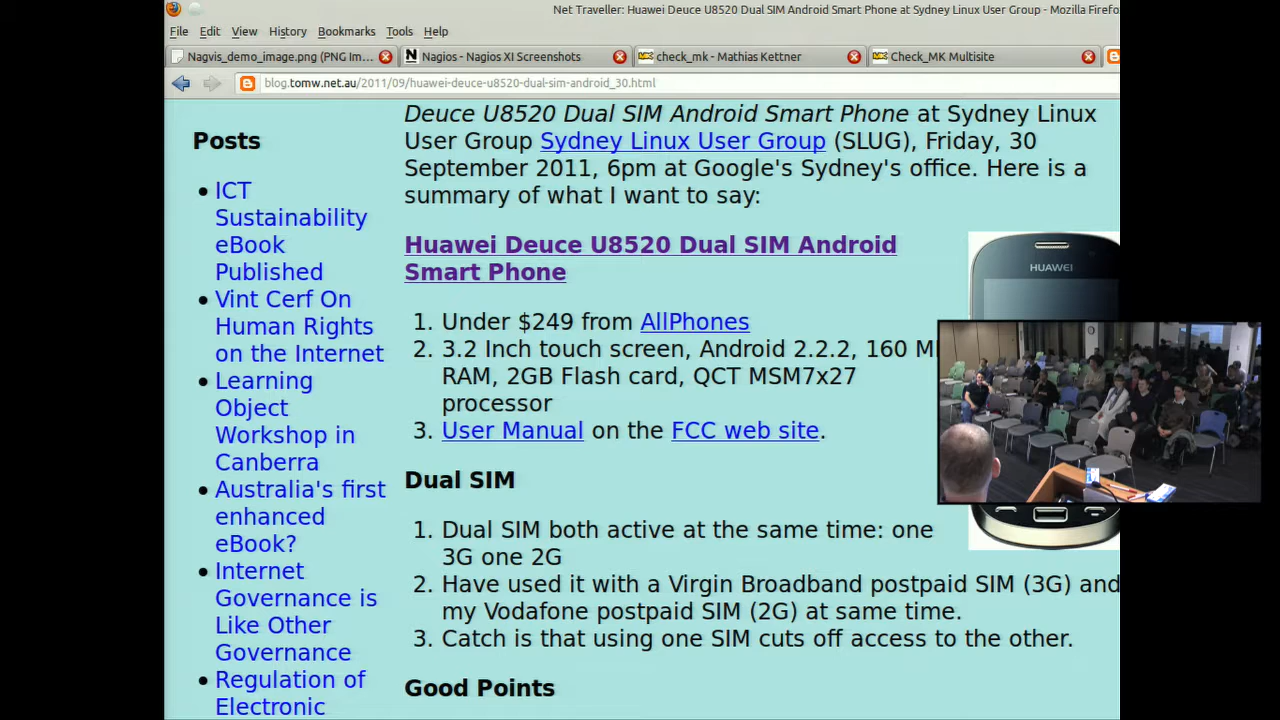 Net Traveller: Huawei Deuce U8520 Dual SIM Android Smart Phone at Sydney Linux User Group - Mozilla Firefo
File Edit View History Bookmarks Tools Help
Nagvis_demo_image.png (PNG Im...
Nagios - Nagios XI Screenshots
check_mk - Mathias Kettner
Check_MK Multisite
blog.tomw.net.au/2011/09/huawei-deuce-u8520-dual-sim-android_30.html
Posts
ICT
Sustainability
eBook
Published
Vint Cerf On
Human Rights
on the Internet
Learning
Object
Workshop in
Canberra
Australia's first
enhanced
eBook?
Internet
Governance is
Like Other
Governance
Regulation of
Electronic
Deuce U8520 Dual SIM Android Smart Phone at Sydney Linux
User Group Sydney Linux User Group (SLUG), Friday, 30
September 2011, 6pm at Google's Sydney's office. Here is a
summary of what I want to say:
Huawei Deuce U8520 Dual SIM Android
Smart Phone
1. Under $249 from AllPhones
2. 3.2 Inch touch screen, Android 2.2.2, 160 M
RAM, 2GB Flash card, QCT MSM7x27
processor
3. User Manual on the FCC web site.
Dual SIM
1. Dual SIM both active at the same time: one
3G one 2G
2. Have used it with a Virgin Broadband postpaid SIM (3G) and
my Vodafone postpaid SIM (2G) at same time.
3. Catch is that using one SIM cuts off access to the other.
Good Points
HUAWEI